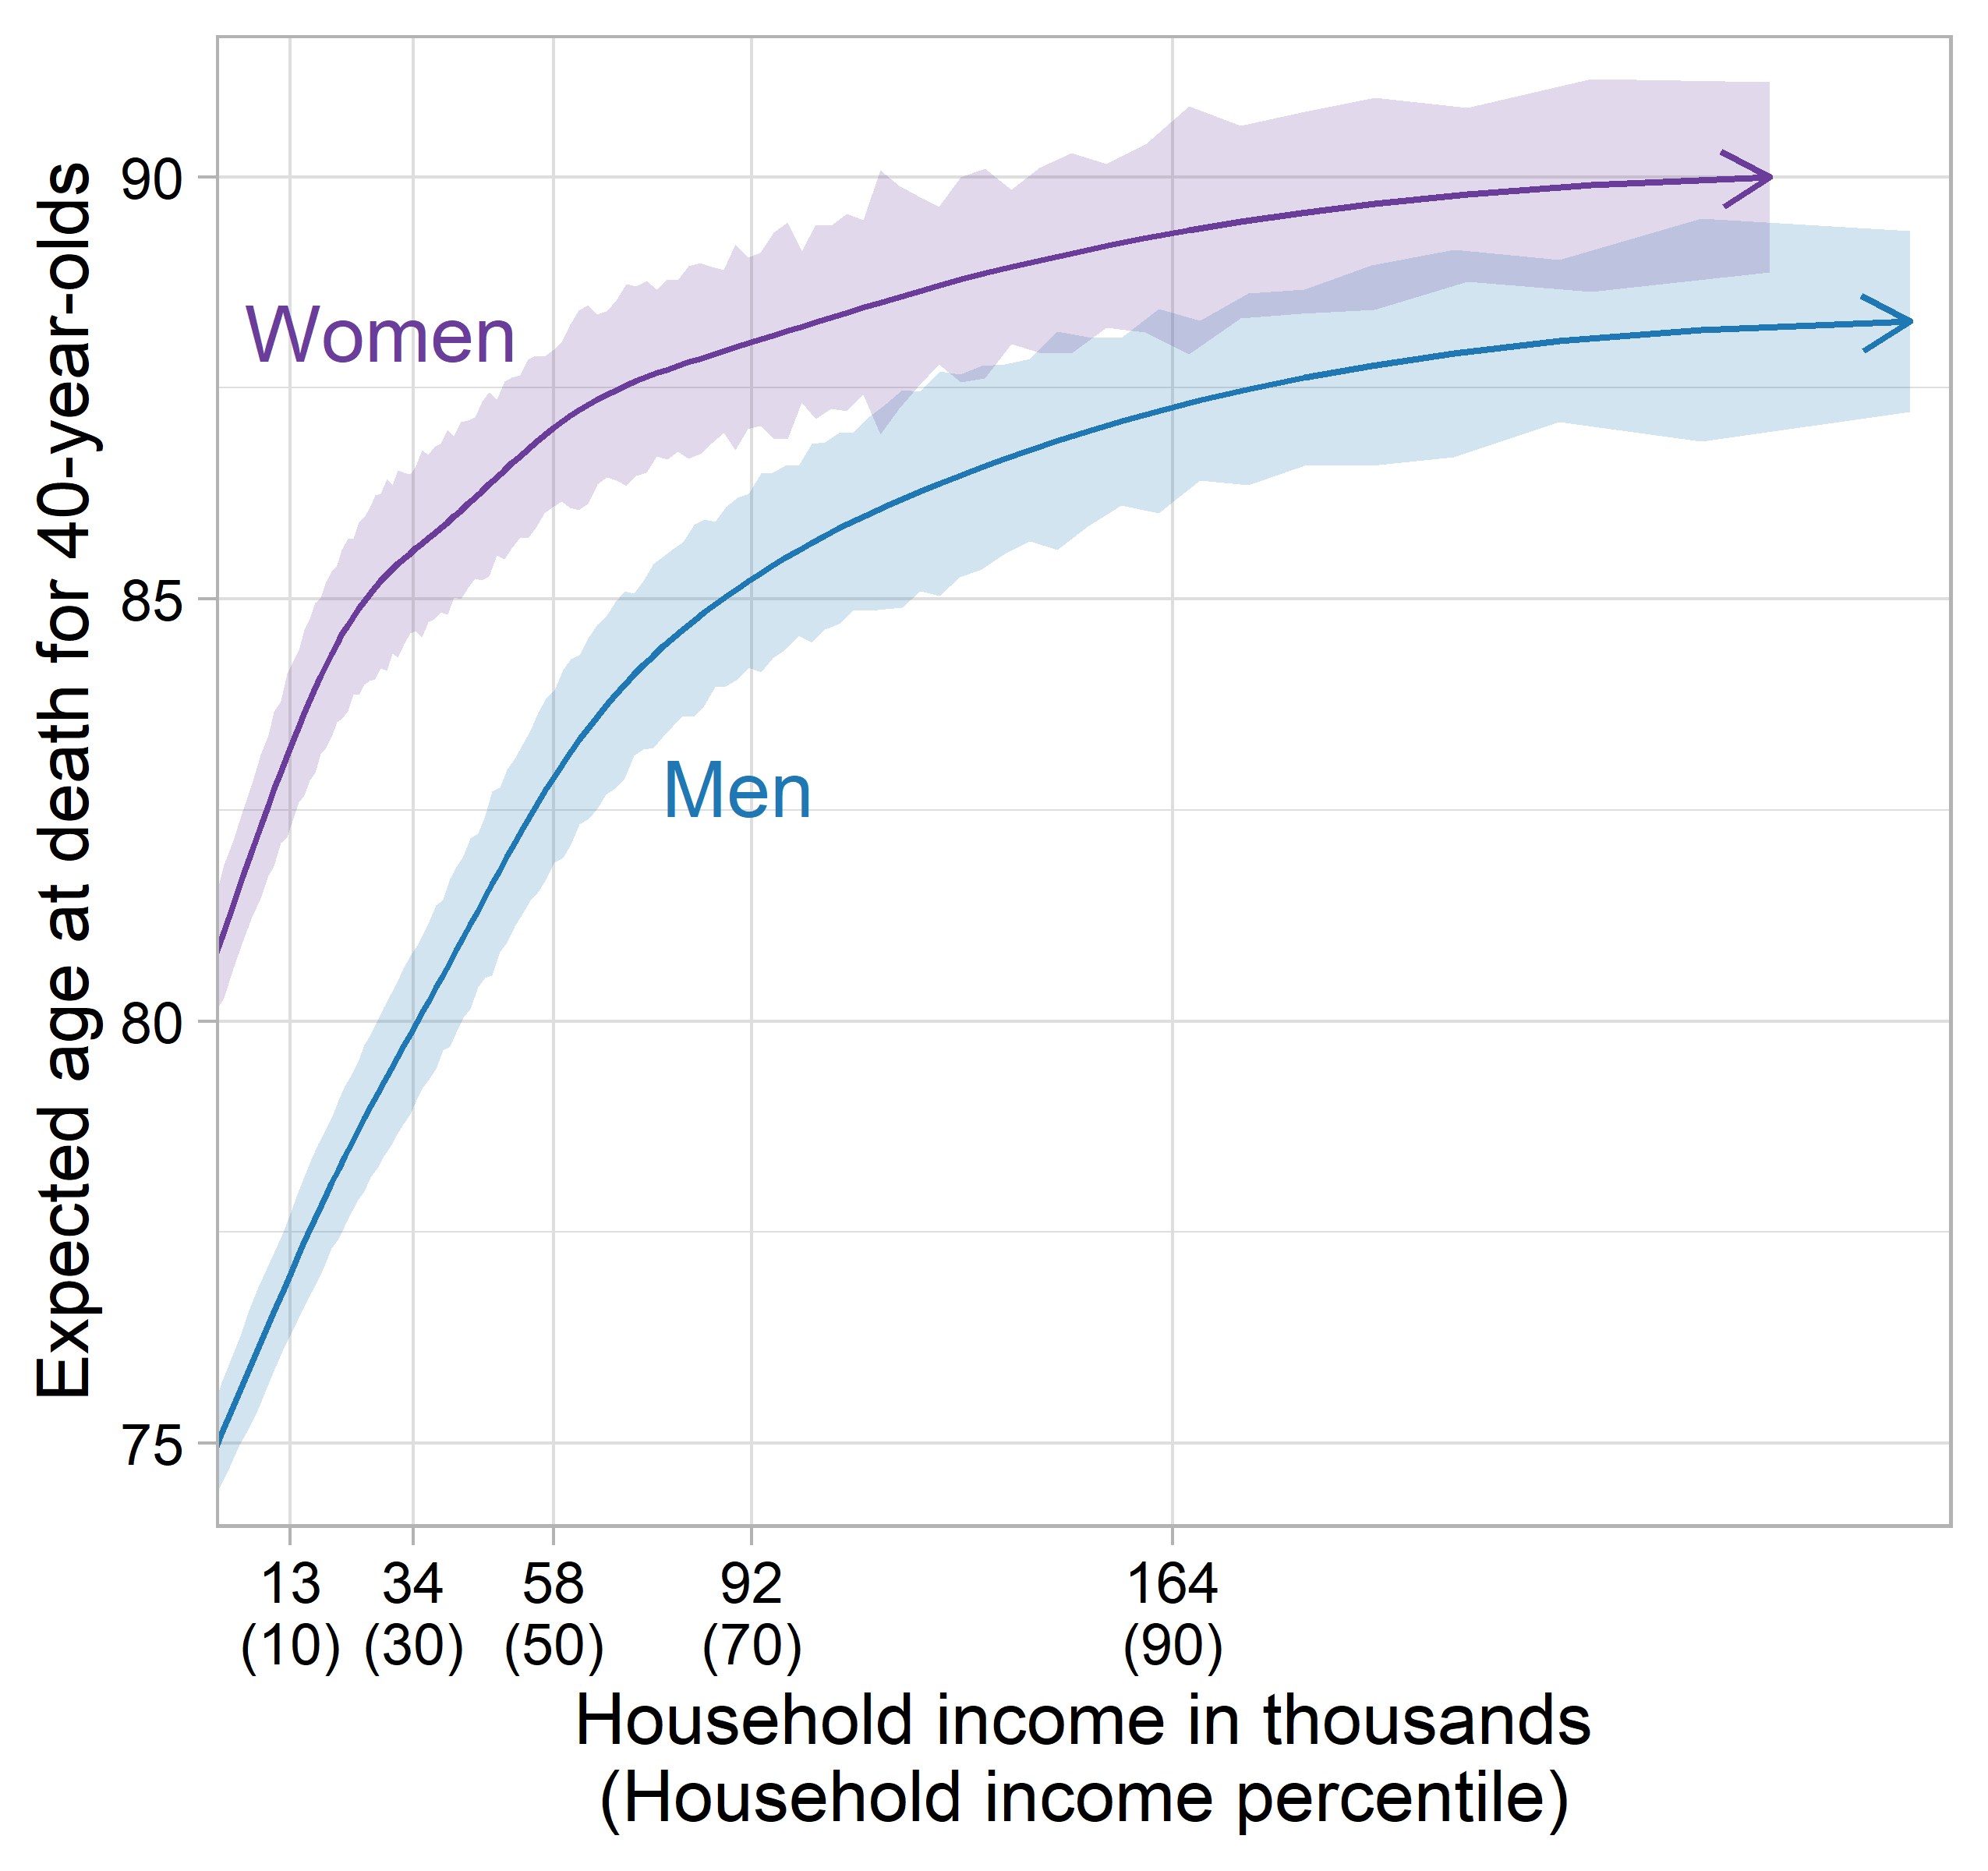 Expected age at death for 40-year-olds
90
85
80
75
Women
Men
13 34 58 92 164
(10) (30) (50) (70) (90)
Household income in thousands
(Household income percentile)